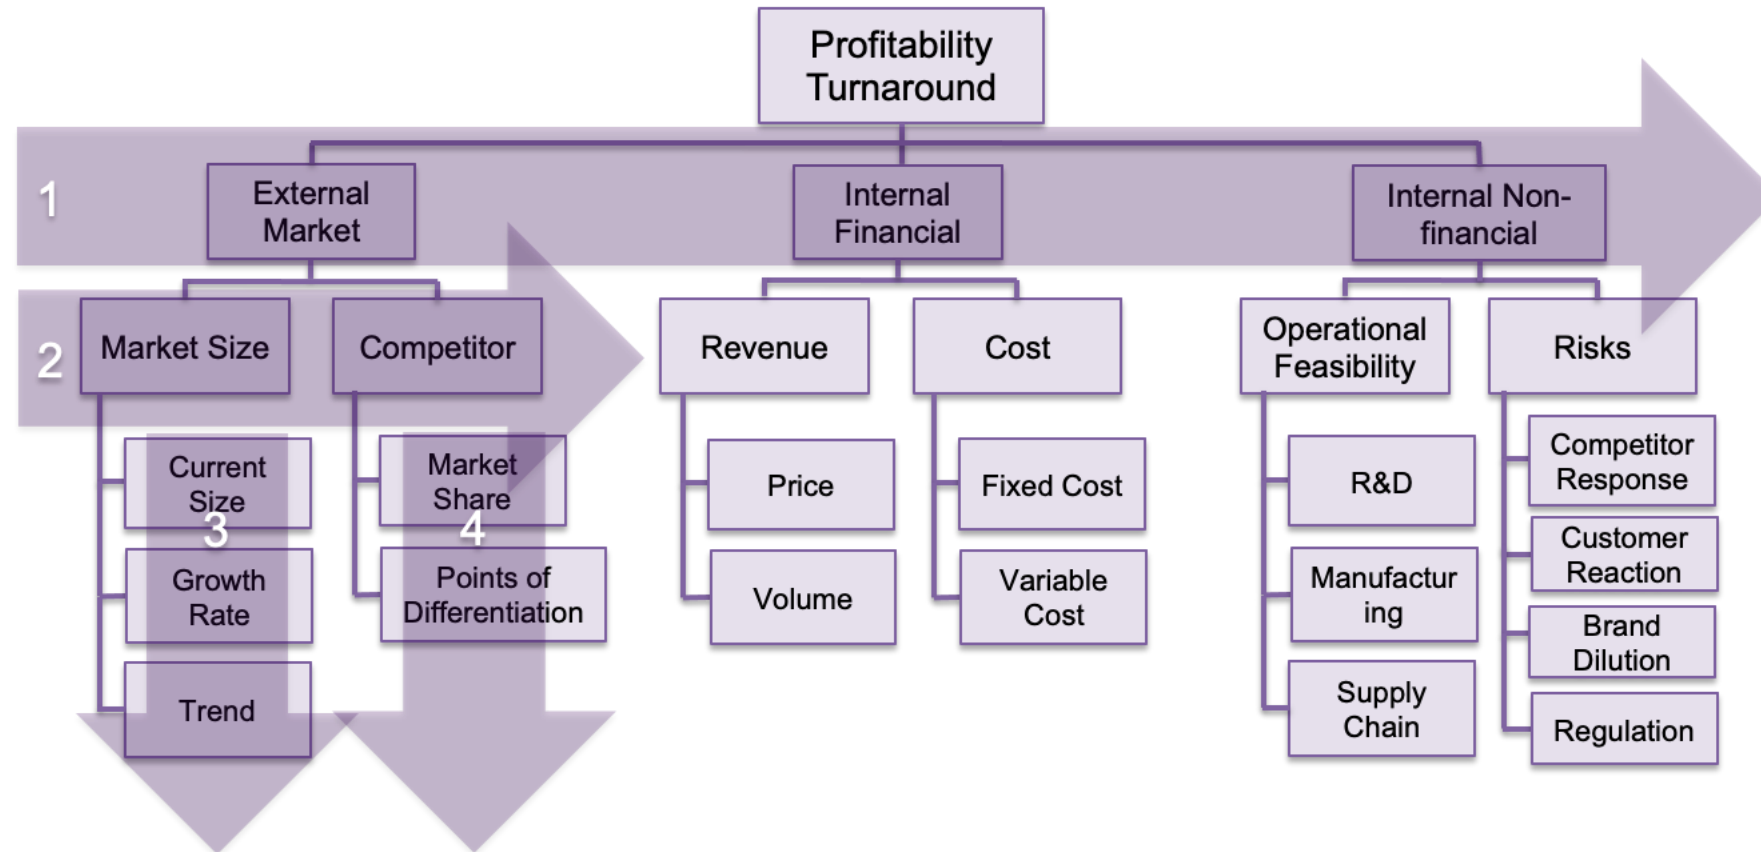 Profitability
Turnaround
1
External
Market
Internal
Financial
Internal Non-
financial
2
Market Size
Competitor
Revenue
Cost
Operational
Feasibility
Risks
Current
Size
3
Growth
Rate
Trend
Market
Share
4
Points of
Differentiation
Price
Volume
Fixed Cost
Variable
Cost
R&D
Manufactur
ing
Supply
Chain
Competitor
Response
Customer
Reaction
Brand
Dilution
Regulation